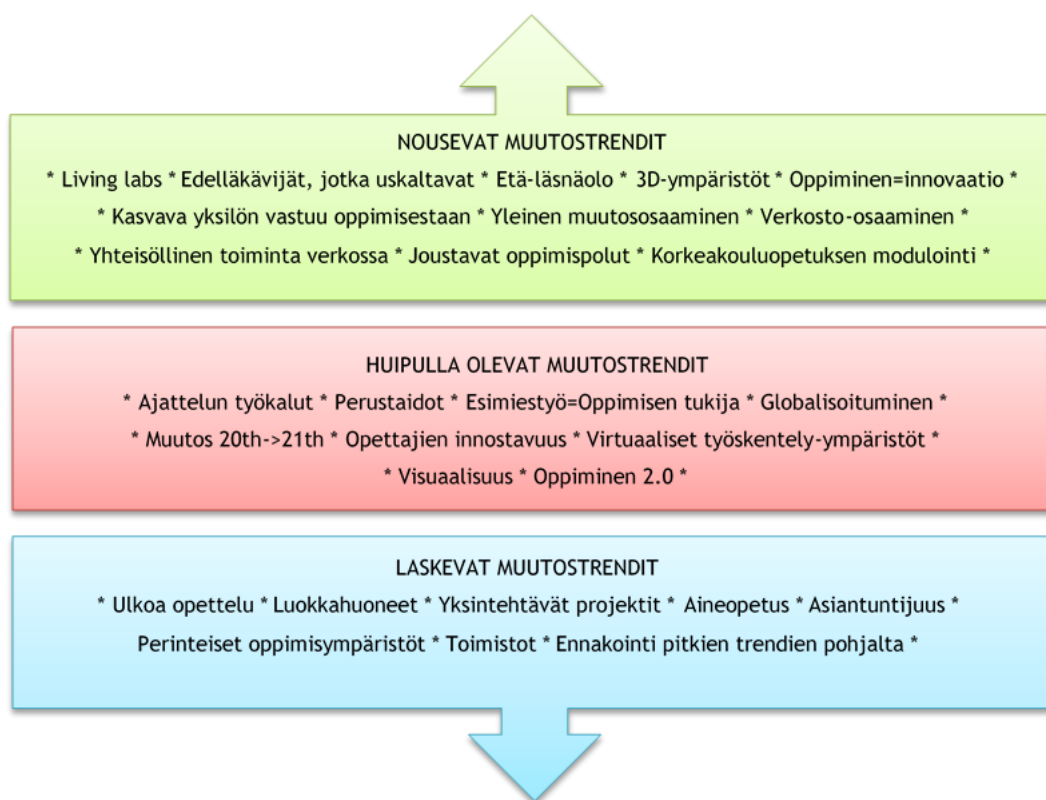 NOUSEVAT MUUTOSTRENDIT
* Living labs * Edelläkävijät, jotka uskaltavat * Etä-läsnäolo * 3D-ympäristöt * Oppiminen=innovaatio *
* Kasvava yksilön vastuu oppimisestaan * Yleinen muutososaaminen * Verkosto-osaaminen *
* Yhteisöllinen toiminta verkossa * Joustavat oppimispolut * Korkeakouluopetuksen modulointi *
HUIPULLA OLEVAT MUUTOSTRENDIT
* Ajattelun työkalut * Perustaidot * Esimiestyö=Oppimisen tukija * Globalisoituminen *
* Muutos 20th->21th * Opettajien innostavuus * Virtuaaliset työskentely-ympäristöt *
* Visuaalisuus * Oppiminen 2.0 *
LASKEVAT MUUTOSTRENDIT
* Ulkoa opettelu * Luokkahuoneet * Yksintehtävät projektit * Aineopetus * Asiantuntijuus *
Perinteiset oppimisympäristöt * Toimistot * Ennakointi pitkien trendien pohjalta *